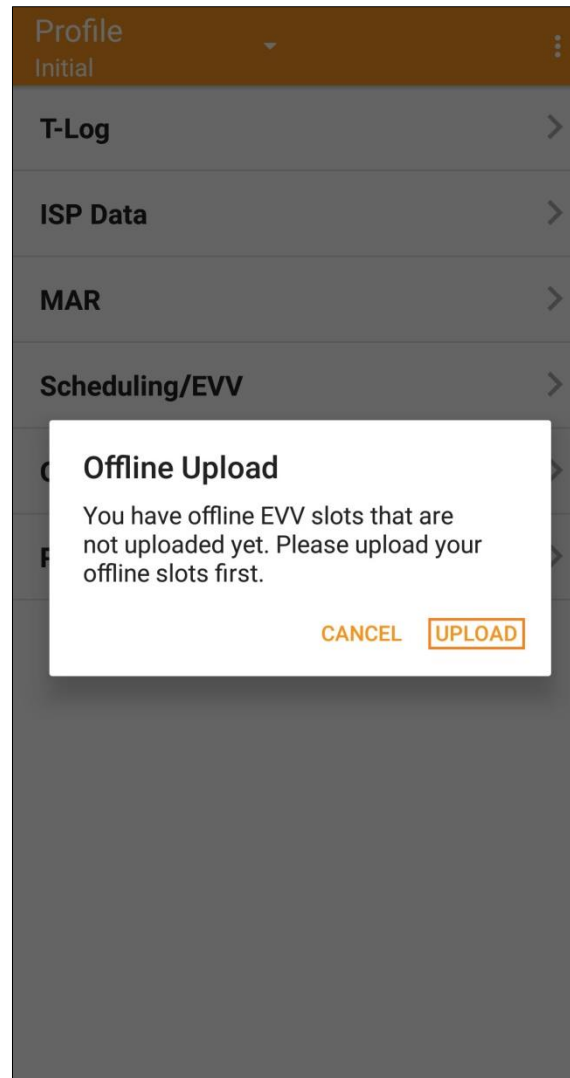 Profile
Initial
T-Log
ISP Data
MAR
Scheduling/EVV
Offline Upload
You have offline EVV slots that are
not uploaded yet. Please upload your
offline slots first.
CANCEL UPLOAD